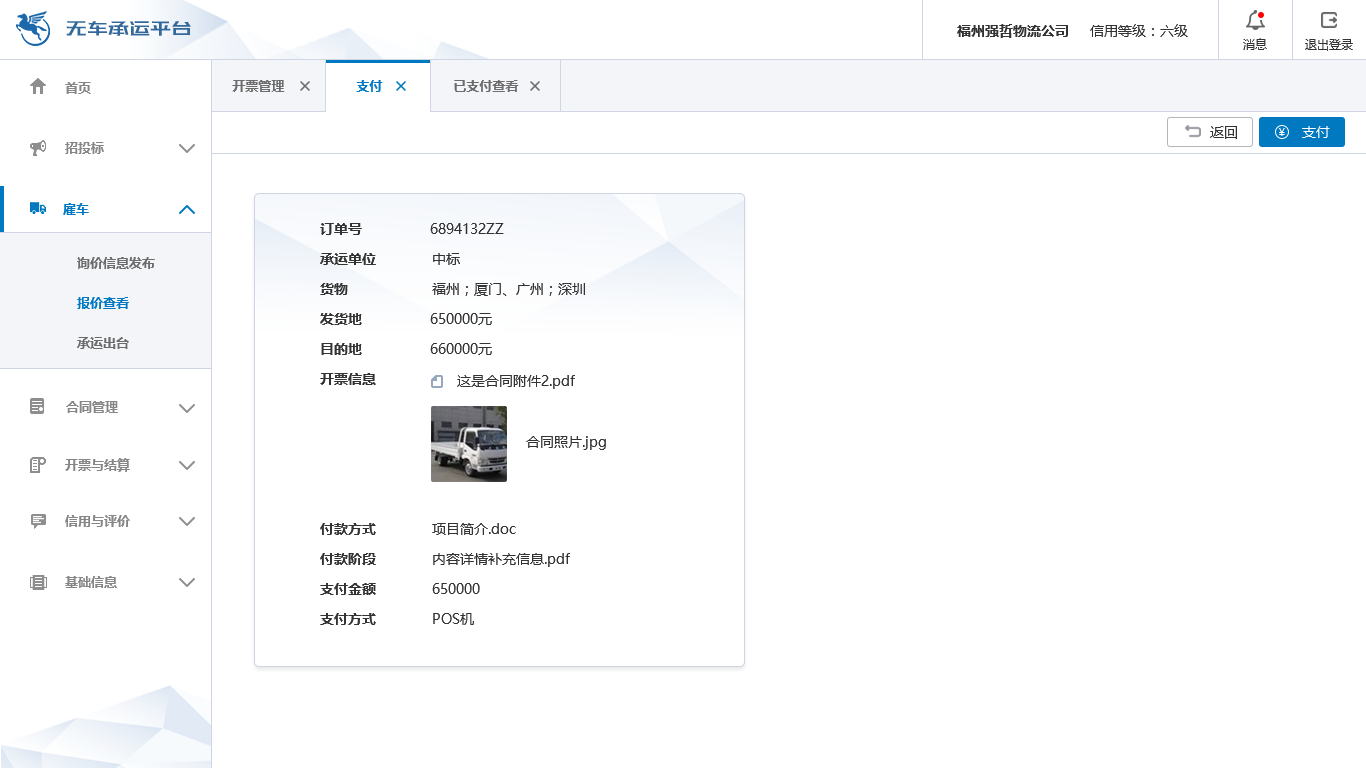 无车承运平台
福州强哲物流公司 信用等级：六级
消息
退出登录
首页
招投标
雇车
询价信息发布
报价查看
承运出台
合同管理
开票与结算
信用与评价
基础信息
开票管理 支付 已支付查看
返回 支付
订单号 6894132ZZ
承运单位 中标
货物 福州；厦门、广州；深圳
发货地 650000元
目的地 660000元
开票信息 这是合同附件2.pdf
合同照片.jpg
付款方式 项目简介.doc
付款阶段 内容详情补充信息.pdf
支付金额 650000
支付方式 POS机